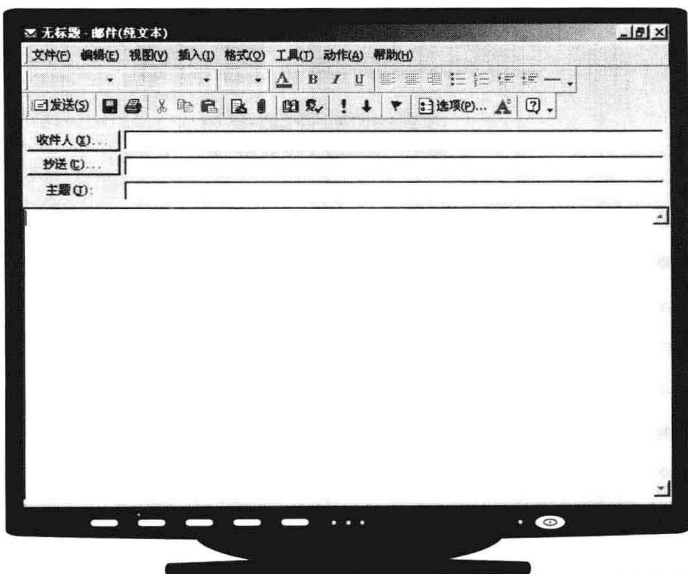 无标题 - 邮件(纯文本)
文件(F) 编辑(E) 视图(V) 插入(I) 格式(O) 工具(T) 动作(A) 帮助(H)
A B I U
发送(S) 选项(P)...
收件人(X)...
抄送(C)...
主题(T):